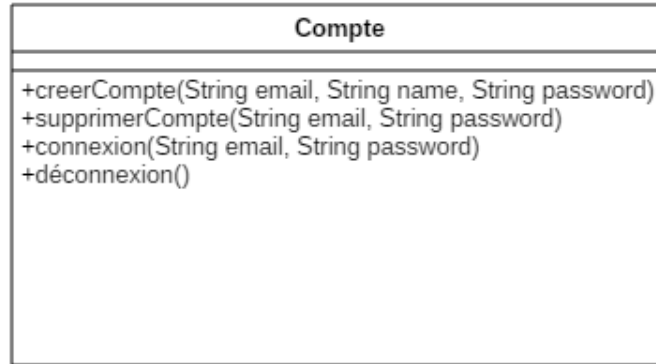 Compte
+creerCompte(String email, String name, String password)
+supprimerCompte(String email, String password)
+connexion(String email, String password)
+déconnexion()